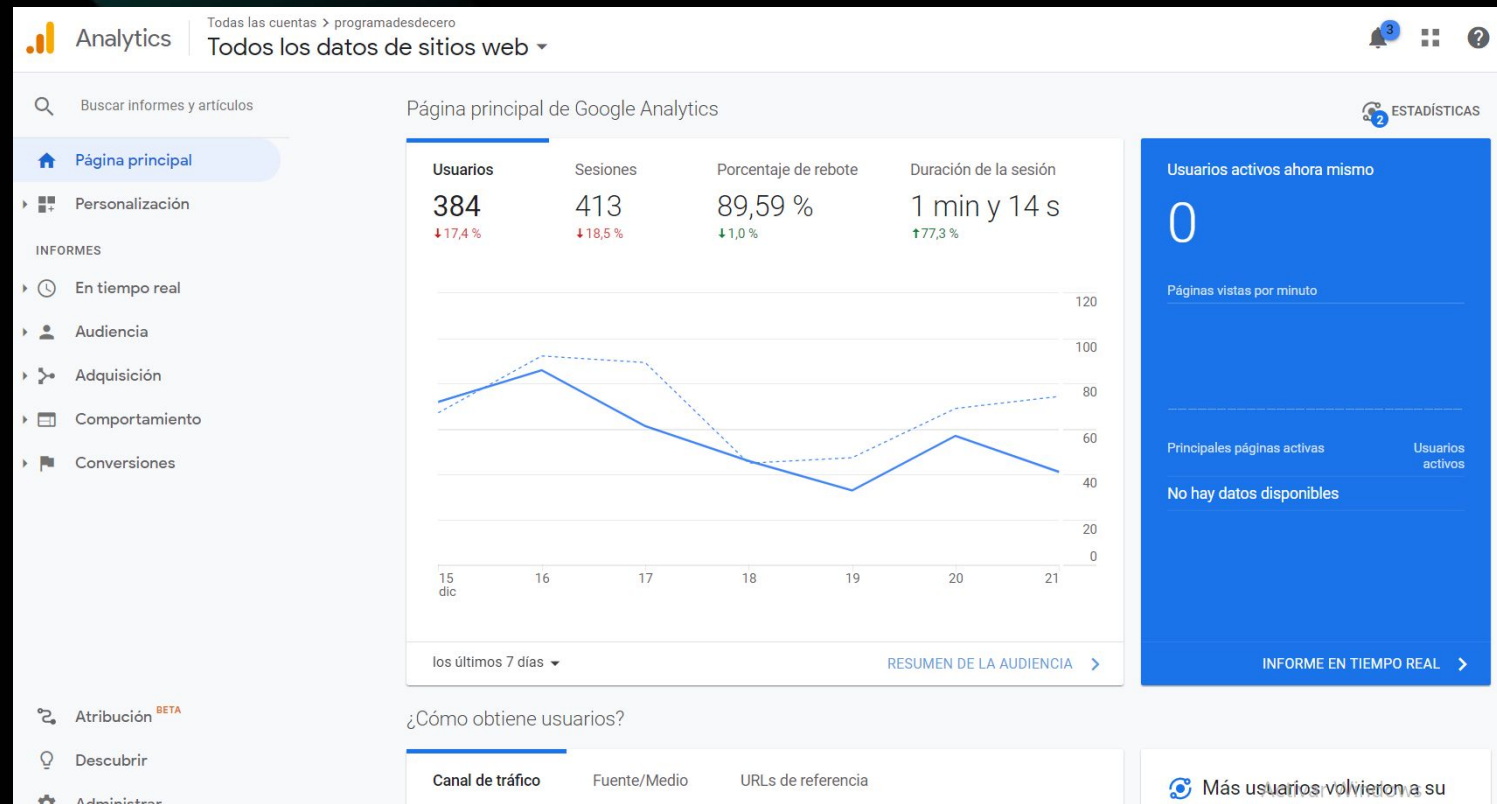 Analytics
Todas las cuentas > programadesdecero
Todos los datos de sitios web
3
Buscar informes y artículos
Página principal
Personalización
INFORMES
En tiempo real
Audiencia
Adquisición
Comportamiento
Conversiones
Atribución BETA
Descubrir
Administrar
Página principal de Google Analytics
2 ESTADÍSTICAS
Usuarios Sesiones Porcentaje de rebote Duración de la sesión
384 413 89,59 % 1 min y 14 s
↓17,4 % ↓18,5 % ↓1,0 % ↑77,3 %
120
100
80
60
40
20
0
15 16 17 18 19 20 21
dic
los últimos 7 días RESUMEN DE LA AUDIENCIA
Usuarios activos ahora mismo
0
Páginas vistas por minuto
Principales páginas activas Usuarios
activos
No hay datos disponibles
INFORME EN TIEMPO REAL
¿Cómo obtiene usuarios?
Canal de tráfico Fuente/Medio URLs de referencia
Más usuarios volvieron a su
Activar Windows